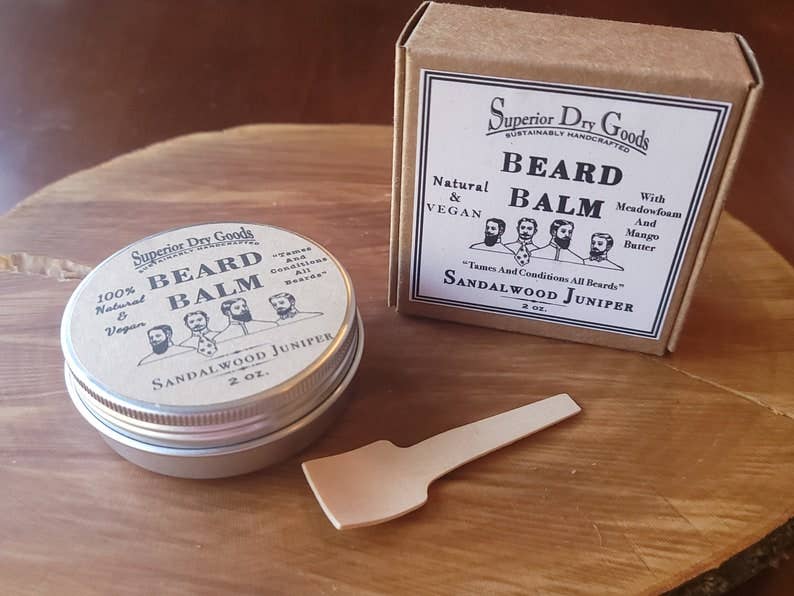 Superior Dry Goods
SUSTAINABLY HANDCRAFTED
BEARD
BALM
100%
Natural
&
Vegan
"Tames
And
Conditions
All
Beards"
SANDALWOOD JUNIPER
2 OZ.
Superior Dry Goods
SUSTAINABLY HANDCRAFTED
BEARD
BALM
Natural
&
VEGAN
With
Meadowfoam
And
Mango
Butter
"Tames And Conditions All Beards"
SANDALWOOD JUNIPER
2 oz.